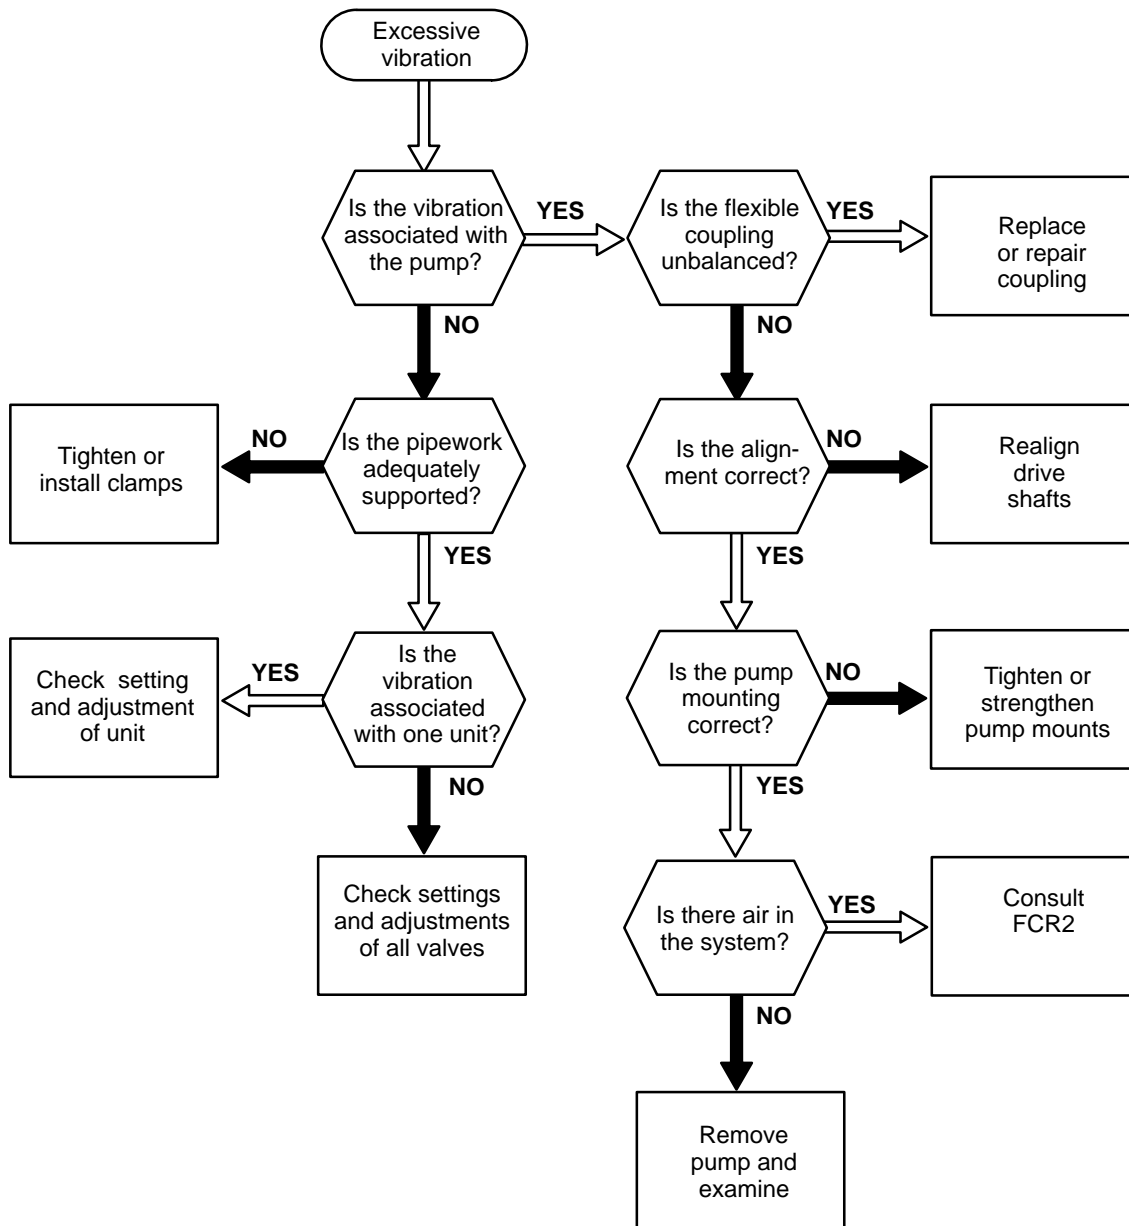 Excessive
vibration
Is the vibration
associated with
the pump?
YES
Is the flexible
coupling
unbalanced?
YES
Replace
or repair
coupling
NO
NO
Tighten or
install clamps
NO
Is the pipework
adequately
supported?
Is the align-
ment correct?
NO
Realign
drive
shafts
YES
YES
Check setting
and adjustment
of unit
YES
Is the
vibration
associated
with one unit?
Is the pump
mounting
correct?
NO
Tighten or
strengthen
pump mounts
NO
YES
Check settings
and adjustments
of all valves
Is there air in
the system?
YES
Consult
FCR2
NO
Remove
pump and
examine